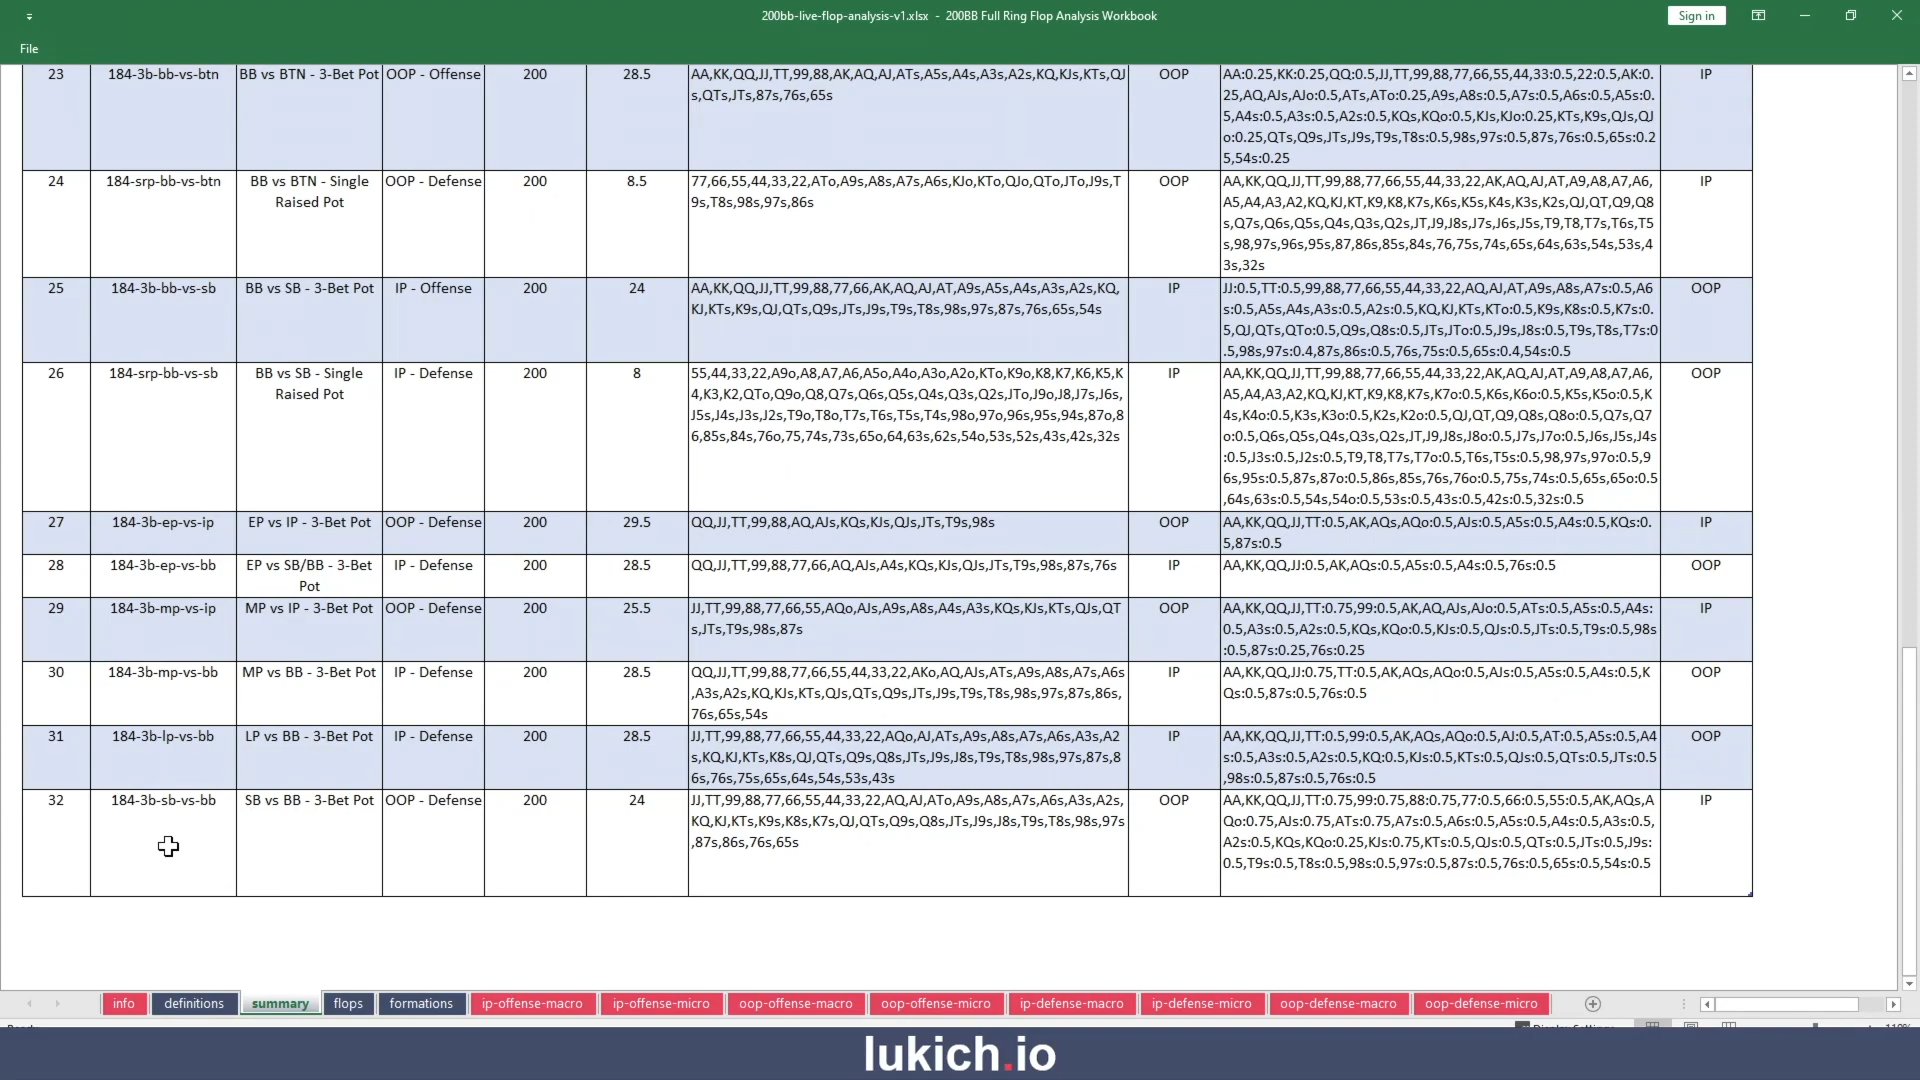 200bb-live-flop-analysis-v1.xlsx - 200BB Full Ring Flop Analysis Workbook
Sign in
File
23
184-3b-bb-vs-btn
BB vs BTN - 3-Bet Pot
OOP - Offense
200
28.5
AA,KK,QQ,JJ,TT,99,88,AK,AQ,AJ,ATs,A5s,A4s,A3s,A2s,KQ,KJs,KTs,QJ
s,QTs,JTs,87s,76s,65s
OOP
AA:0.25,KK:0.25,QQ:0.5,JJ,TT,99,88,77,66,55,44,33:0.5,22:0.5,AK:0.
25,AQ,AJs,AJo:0.5,ATs,ATo:0.25,A9s,A8s:0.5,A7s:0.5,A6s:0.5,A5s:0.
5,A4s:0.5,A3s:0.5,A2s:0.5,KQs,KQo:0.5,KJs,KJo:0.25,KTs,K9s,QJs,QJ
o:0.25,QTs,Q9s,JTs,J9s,T9s,T8s:0.5,98s,97s:0.5,87s,76s:0.5,65s:0.2
5,54s:0.25
IP
24
184-srp-bb-vs-btn
BB vs BTN - Single
Raised Pot
OOP - Defense
200
8.5
77,66,55,44,33,22,ATo,A9s,A8s,A7s,A6s,KJo,KTo,QJo,QTo,JTo,J9s,T
9s,T8s,98s,97s,86s
OOP
AA,KK,QQ,JJ,TT,99,88,77,66,55,44,33,22,AK,AQ,AJ,AT,A9,A8,A7,A6,
A5,A4,A3,A2,KQ,KJ,KT,K9,K8,K7s,K6s,K5s,K4s,K3s,K2s,QJ,QT,Q9,Q8
s,Q7s,Q6s,Q5s,Q4s,Q3s,Q2s,JT,J9,J8s,J7s,J6s,J5s,T9,T8,T7s,T6s,T5
s,98,97s,96s,95s,87,86s,85s,84s,76,75s,74s,65s,64s,63s,54s,53s,4
3s,32s
IP
25
184-3b-bb-vs-sb
BB vs SB - 3-Bet Pot
IP - Offense
200
24
AA,KK,QQ,JJ,TT,99,88,77,66,AK,AQ,AJ,AT,A9s,A5s,A4s,A3s,A2s,KQ,
KJ,KTs,K9s,QJ,QTs,Q9s,JTs,J9s,T9s,T8s,98s,97s,87s,76s,65s,54s
IP
JJ:0.5,TT:0.5,99,88,77,66,55,44,33,22,AQ,AJ,AT,A9s,A8s,A7s:0.5,A6
s:0.5,A5s,A4s,A3s:0.5,A2s:0.5,KQ,KJ,KTs,KTo:0.5,K9s,K8s:0.5,K7s:0.
5,QJ,QTs,QTo:0.5,Q9s,Q8s:0.5,JTs,JTo:0.5,J9s,J8s:0.5,T9s,T8s,T7s:0
.5,98s,97s:0.4,87s,86s:0.5,76s,75s:0.5,65s:0.4,54s:0.5
OOP
26
184-srp-bb-vs-sb
BB vs SB - Single
Raised Pot
IP - Defense
200
8
55,44,33,22,A9o,A8,A7,A6,A5o,A4o,A3o,A2o,KTo,K9o,K8,K7,K6,K5,K
4,K3,K2,QTo,Q9o,Q8,Q7s,Q6s,Q5s,Q4s,Q3s,Q2s,JTo,J9o,J8,J7s,J6s,
J5s,J4s,J3s,J2s,T9o,T8o,T7s,T6s,T5s,T4s,98o,97o,96s,95s,94s,87o,8
6,85s,84s,76o,75,74s,73s,65o,64,63s,62s,54o,53s,52s,43s,42s,32s
IP
AA,KK,QQ,JJ,TT,99,88,77,66,55,44,33,22,AK,AQ,AJ,AT,A9,A8,A7,A6,
A5,A4,A3,A2,KQ,KJ,KT,K9,K8,K7s,K7o:0.5,K6s,K6o:0.5,K5s,K5o:0.5,K
4s,K4o:0.5,K3s,K3o:0.5,K2s,K2o:0.5,QJ,QT,Q9,Q8s,Q8o:0.5,Q7s,Q7
o:0.5,Q6s,Q5s,Q4s,Q3s,Q2s,JT,J9,J8s,J8o:0.5,J7s,J7o:0.5,J6s,J5s,J4s
:0.5,J3s:0.5,J2s:0.5,T9,T8,T7s,T7o:0.5,T6s,T5s:0.5,98,97s,97o:0.5,9
6s,95s:0.5,87s,87o:0.5,86s,85s,76s,76o:0.5,75s,74s:0.5,65s,65o:0.5
,64s,63s:0.5,54s,54o:0.5,53s:0.5,43s:0.5,42s:0.5,32s:0.5
OOP
27
184-3b-ep-vs-ip
EP vs IP - 3-Bet Pot
OOP - Defense
200
29.5
QQ,JJ,TT,99,88,AQ,AJs,KQs,KJs,QJs,JTs,T9s,98s
OOP
AA,KK,QQ,JJ,TT:0.5,AK,AQs,AQo:0.5,AJs:0.5,A5s:0.5,A4s:0.5,KQs:0.
5,87s:0.5
IP
28
184-3b-ep-vs-bb
EP vs SB/BB - 3-Bet
Pot
IP - Defense
200
28.5
QQ,JJ,TT,99,88,77,66,AQ,AJs,A4s,KQs,KJs,QJs,JTs,T9s,98s,87s,76s
IP
AA,KK,QQ,JJ:0.5,AK,AQs:0.5,A5s:0.5,A4s:0.5,76s:0.5
OOP
29
184-3b-mp-vs-ip
MP vs IP - 3-Bet Pot
OOP - Defense
200
25.5
JJ,TT,99,88,77,66,55,AQo,AJs,A9s,A8s,A4s,A3s,KQs,KJs,KTs,QJs,QT
s,JTs,T9s,98s,87s
OOP
AA,KK,QQ,JJ,TT:0.75,99:0.5,AK,AQ,AJs,AJo:0.5,ATs:0.5,A5s:0.5,A4s:
0.5,A3s:0.5,A2s:0.5,KQs,KQo:0.5,KJs:0.5,QJs:0.5,JTs:0.5,T9s:0.5,98s
:0.5,87s:0.25,76s:0.25
IP
30
184-3b-mp-vs-bb
MP vs BB - 3-Bet Pot
IP - Defense
200
28.5
QQ,JJ,TT,99,88,77,66,55,44,33,22,AKo,AQ,AJs,ATs,A9s,A8s,A7s,A6s
,A3s,A2s,KQ,KJs,KTs,QJs,QTs,Q9s,JTs,J9s,T9s,T8s,98s,97s,87s,86s,
76s,65s,54s
IP
AA,KK,QQ,JJ:0.75,TT:0.5,AK,AQs,AQo:0.5,AJs:0.5,A5s:0.5,A4s:0.5,K
Qs:0.5,87s:0.5,76s:0.5
OOP
31
184-3b-lp-vs-bb
LP vs BB - 3-Bet Pot
IP - Defense
200
28.5
JJ,TT,99,88,77,66,55,44,33,22,AQo,AJ,ATs,A9s,A8s,A7s,A6s,A3s,A2
s,KQ,KJ,KTs,K8s,QJ,QTs,Q9s,Q8s,JTs,J9s,J8s,T9s,T8s,98s,97s,87s,8
6s,76s,75s,65s,64s,54s,53s,43s
IP
AA,KK,QQ,JJ,TT:0.5,99:0.5,AK,AQs,AQo:0.5,AJ:0.5,AT:0.5,A5s:0.5,A4
s:0.5,A3s:0.5,A2s:0.5,KQ:0.5,KJs:0.5,KTs:0.5,QJs:0.5,QTs:0.5,JTs:0.5
,98s:0.5,87s:0.5,76s:0.5
OOP
32
184-3b-sb-vs-bb
SB vs BB - 3-Bet Pot
OOP - Defense
200
24
JJ,TT,99,88,77,66,55,44,33,22,AQ,AJ,ATo,A9s,A8s,A7s,A6s,A3s,A2s,
KQ,KJ,KTs,K9s,K8s,K7s,QJ,QTs,Q9s,Q8s,JTs,J9s,J8s,T9s,T8s,98s,97s
,87s,86s,76s,65s
OOP
AA,KK,QQ,JJ,TT:0.75,99:0.75,88:0.75,77:0.5,66:0.5,55:0.5,AK,AQs,A
Qo:0.75,AJs:0.75,ATs:0.75,A7s:0.5,A6s:0.5,A5s:0.5,A4s:0.5,A3s:0.5,
A2s:0.5,KQs,KQo:0.25,KJs:0.75,KTs:0.5,QJs:0.5,QTs:0.5,JTs:0.5,J9s:
0.5,T9s:0.5,T8s:0.5,98s:0.5,97s:0.5,87s:0.5,76s:0.5,65s:0.5,54s:0.5
IP
info
definitions
summary
flops
formations
ip-offense-macro
ip-offense-micro
oop-offense-macro
oop-offense-micro
ip-defense-macro
ip-defense-micro
oop-defense-macro
oop-defense-micro
lukich.io